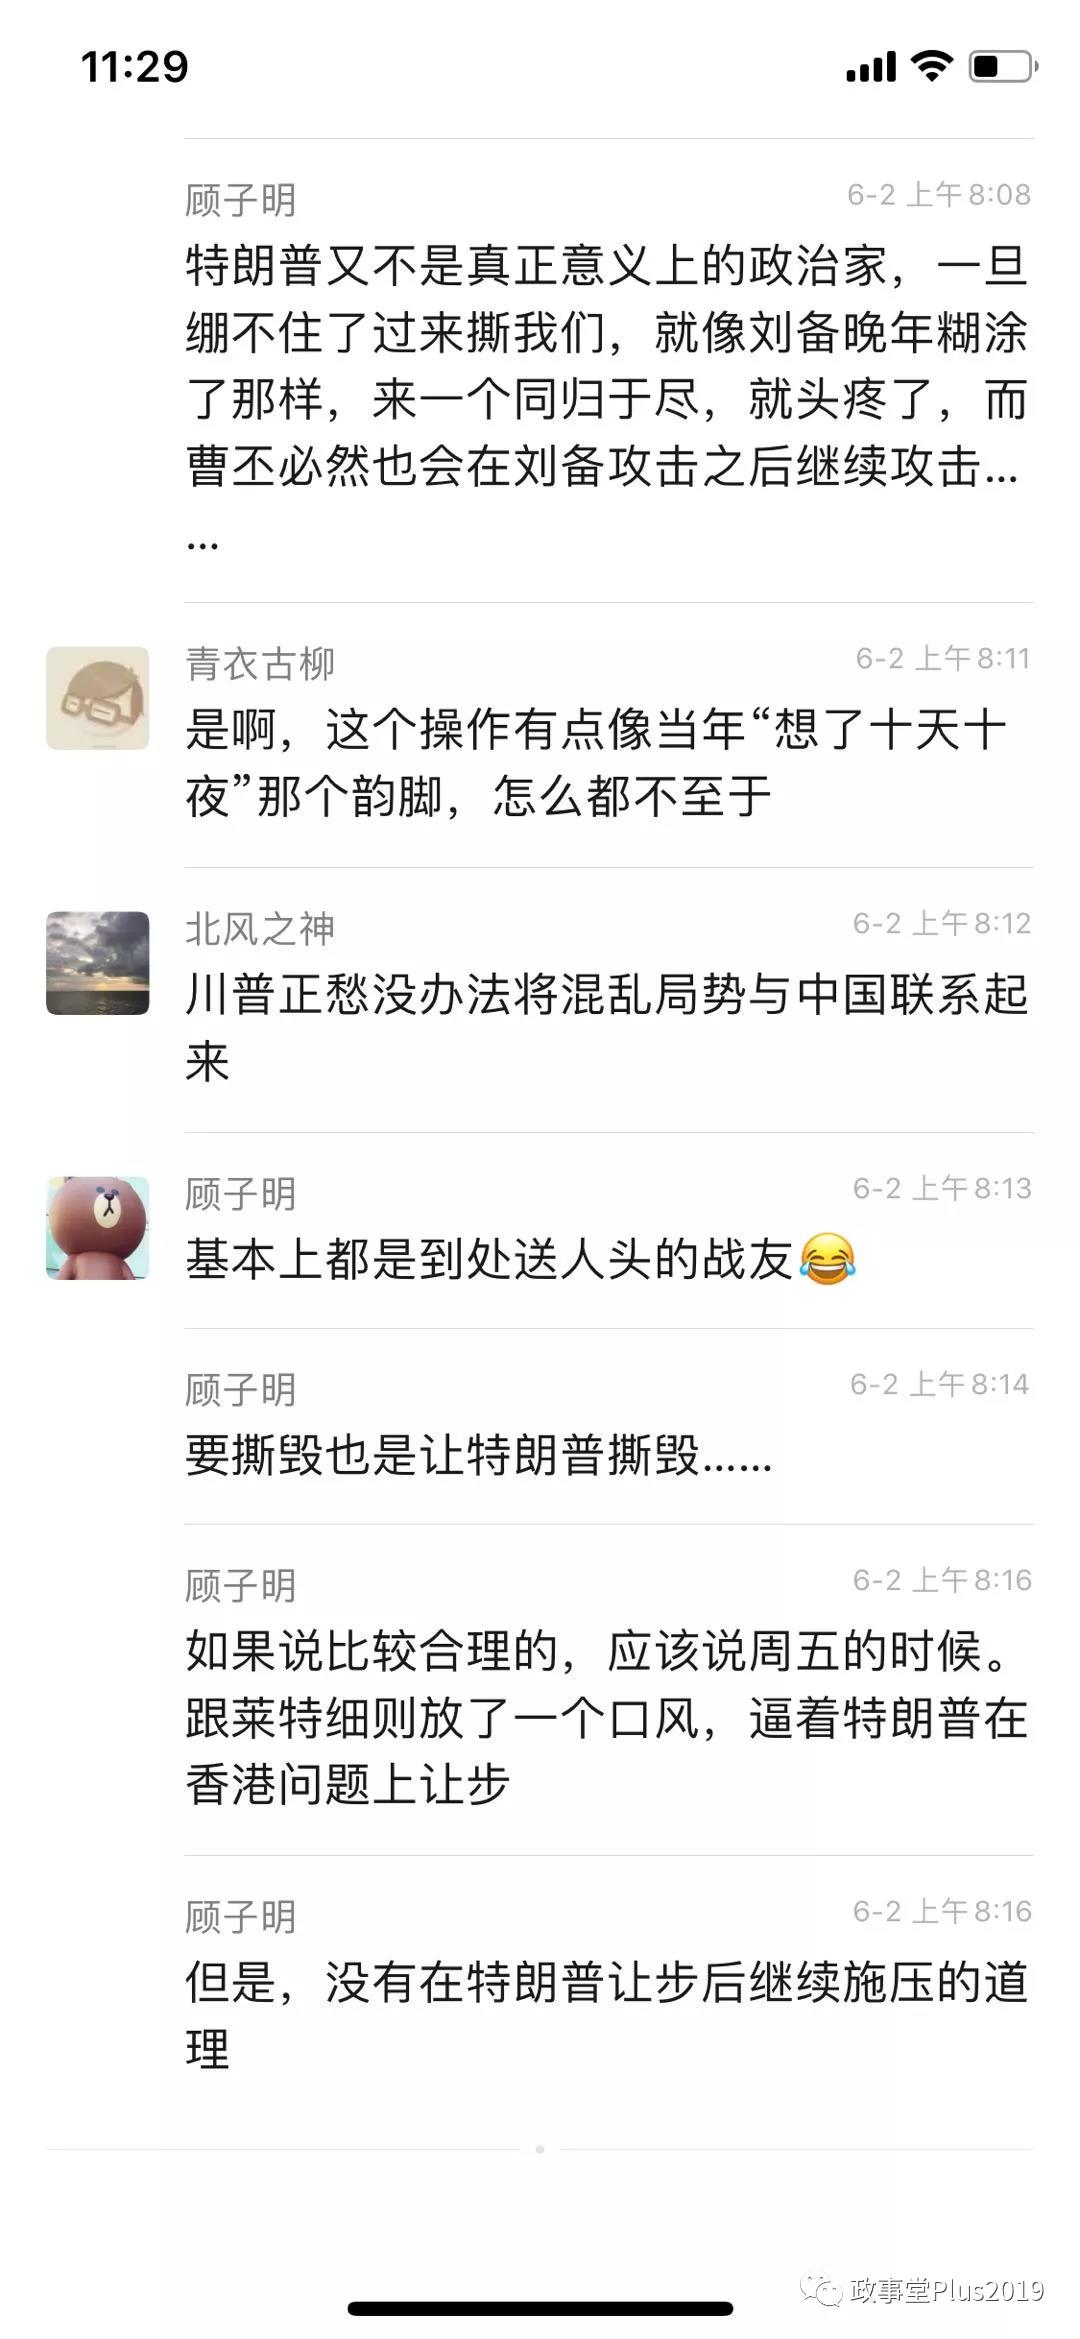 11:29
顾子明
6-2 上午8:08
特朗普又不是真正意义上的政治家，一旦
绷不住了过来撕我们，就像刘备晚年糊涂
了那样，来一个同归于尽，就头疼了，而
曹丕必然也会在刘备攻击之后继续攻击...
...
青衣古柳
6-2 上午8:11
是啊，这个操作有点像当年“想了十天十
夜”那个韵脚，怎么都不至于
北风之神
6-2 上午8:12
川普正愁没办法将混乱局势与中国联系起
来
顾子明
6-2 上午8:13
基本上都是到处送人头的战友😂
顾子明
6-2 上午8:14
要撕毁也是让特朗普撕毁......
顾子明
6-2 上午8:16
如果说比较合理的，应该说周五的时候。
跟莱特细则放了一个口风，逼着特朗普在
香港问题上让步
顾子明
6-2 上午8:16
但是，没有在特朗普让步后继续施压的道
理
政事堂Plus2019